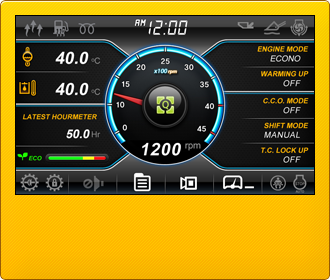 AM 12:00
40.0 °C
40.0 °C
LATEST HOURMETER
50.0 Hr
ECO
x100rpm
0
5
10
15
20
25
30
35
40
45
Q
1200 rpm
ENGINE MODE
ECONO
WARMING UP
OFF
C.C.O. MODE
OFF
SHIFT MODE
MANUAL
T.C. LOCK UP
OFF